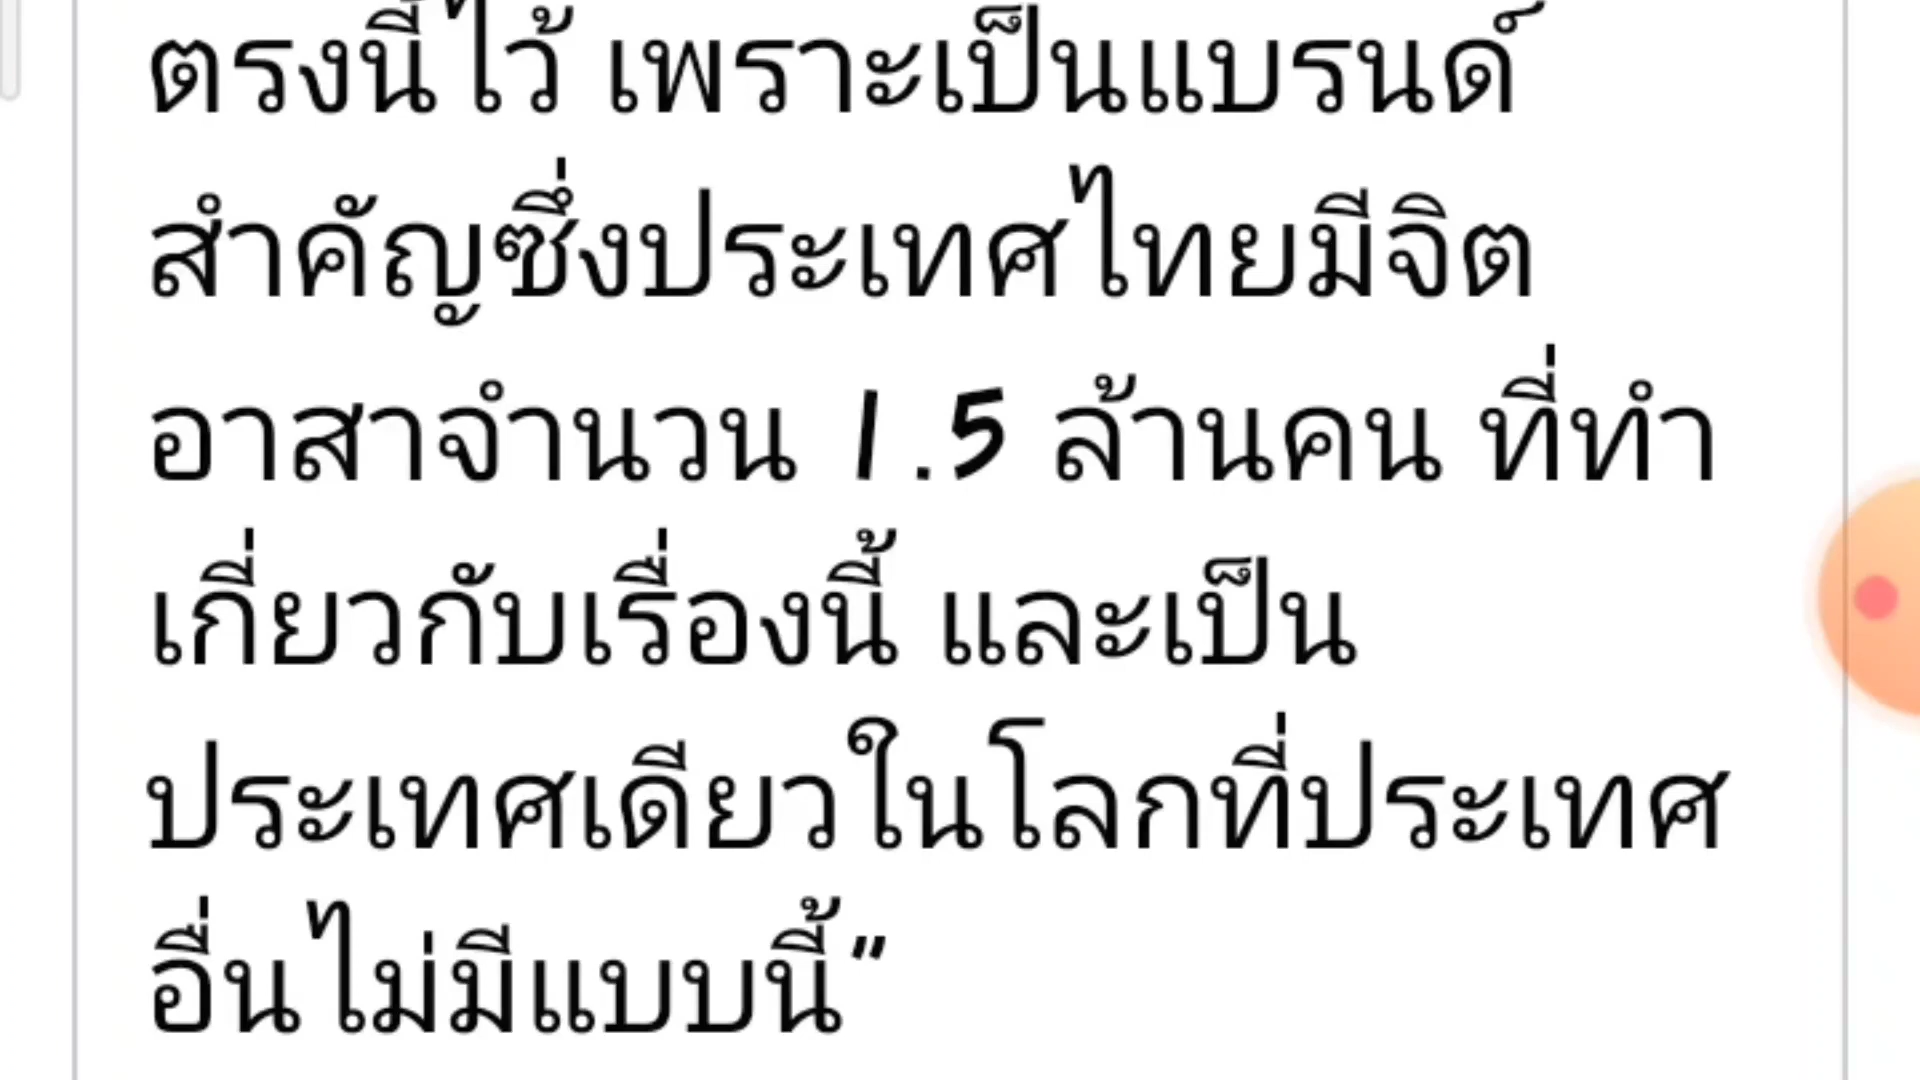 ตรงนี้ไว้ เพราะเป็นแบรนด์
สำคัญซึ่งประเทศไทยมีจิต
อาสาจำนวน 1.5 ล้านคน ที่ทำ
เกี่ยวกับเรื่องนี้ และเป็น
ประเทศเดียวในโลกที่ประเทศ
อื่นไม่มีแบบนี้”